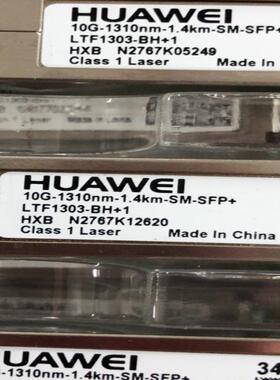 HUAWEI
10G-1310nm-1.4km-SM-SFP+
LTF1303-BH+1
HXB N2767K05249
Class 1 Laser Made In
HUAWEI
10G-1310nm-1.4km-SM-SFP+
LTF1303-BH+1
HXB N2767K12620
Class 1 Laser Made In China
HUAWEI 34
-1310nm-1.4km-SM-SFP+